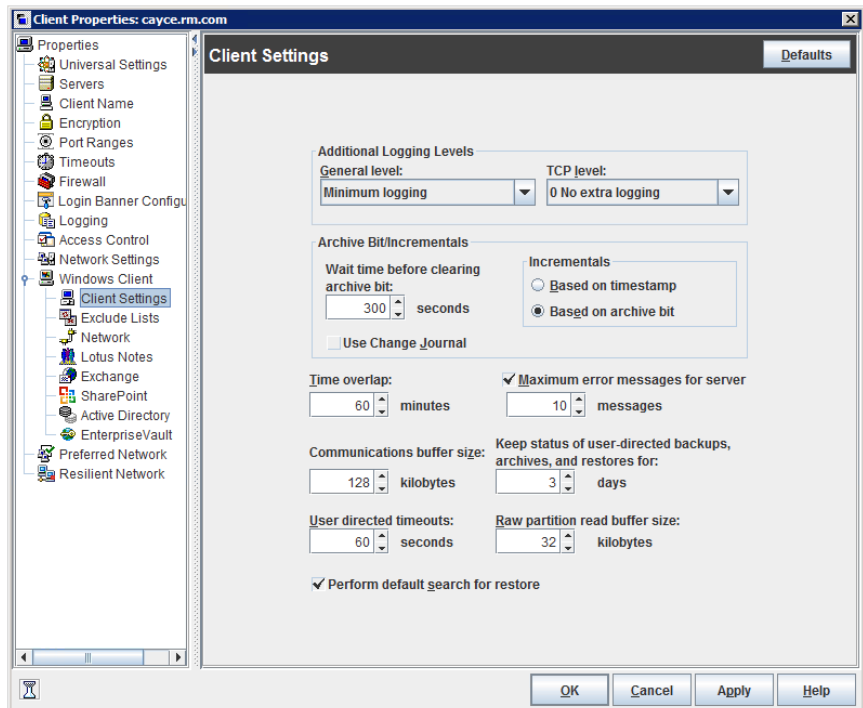 Client Properties: cayce.rm.com
Properties
Universal Settings
Servers
Client Name
Encryption
Port Ranges
Timeouts
Firewall
Login Banner Configu
Logging
Access Control
Network Settings
Windows Client
Client Settings
Exclude Lists
Network
Lotus Notes
Exchange
SharePoint
Active Directory
EnterpriseVault
Preferred Network
Resilient Network
Client Settings
Defaults
Additional Logging Levels
General level:
TCP level:
Minimum logging
0 No extra logging
Archive Bit/Incrementals
Wait time before clearing
archive bit:
300 seconds
Incrementals
Based on timestamp
Based on archive bit
Use Change Journal
Time overlap:
60 minutes
Maximum error messages for server
10 messages
Communications buffer size:
128 kilobytes
Keep status of user-directed backups,
archives, and restores for:
3 days
User directed timeouts:
60 seconds
Raw partition read buffer size:
32 kilobytes
Perform default search for restore
OK
Cancel
Apply
Help